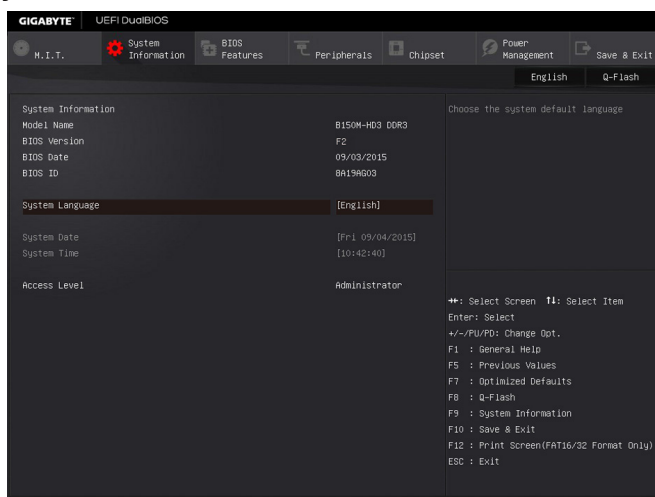 GIGABYTE™ UEFI DualBIOS
M.I.T. System Information BIOS Features Peripherals Chipset Power Management Save & Exit
English Q-Flash
System Information
Model Name B150M-HD3 DDR3
BIOS Version F2
BIOS Date 09/03/2015
BIOS ID 8A19AG03
System Language [English]
System Date [Fri 09/04/2015]
System Time [10:42:40]
Access Level Administrator
Choose the system default language
→←: Select Screen ↑↓: Select Item
Enter: Select
+/-/PU/PD: Change Opt.
F1 : General Help
F5 : Previous Values
F7 : Optimized Defaults
F8 : Q-Flash
F9 : System Information
F10 : Save & Exit
F12 : Print Screen(FAT16/32 Format Only)
ESC : Exit